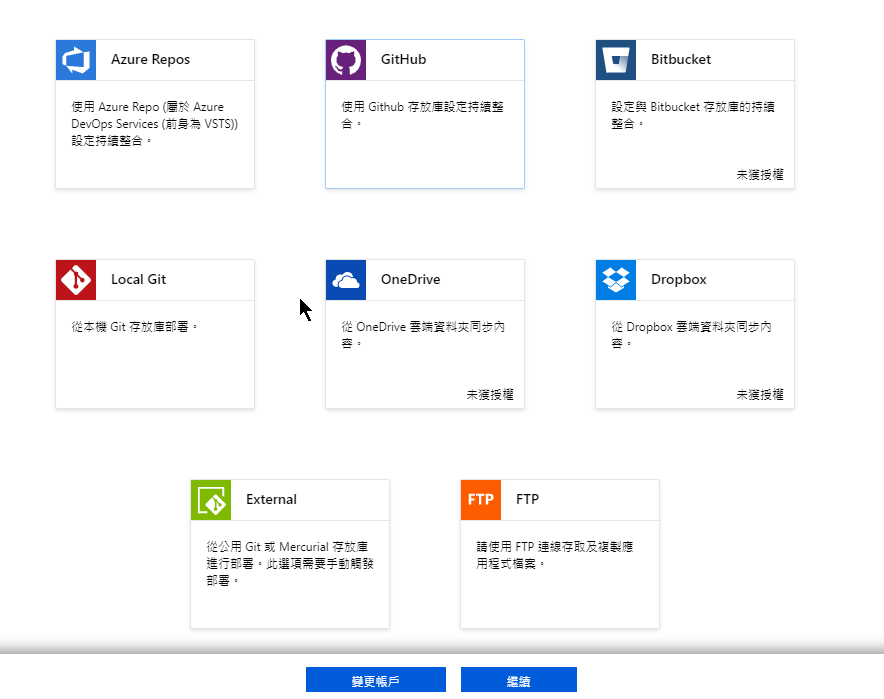 Azure Repos
使用 Azure Repo (屬於 Azure
DevOps Services (前身為 VSTS))
設定持續整合。
GitHub
使用 Github 存放庫設定持續整
合。
Bitbucket
設定與 Bitbucket 存放庫的持續
整合。
未獲授權
Local Git
從本機 Git 存放庫部署。
OneDrive
從 OneDrive 雲端資料夾同步內
容。
未獲授權
Dropbox
從 Dropbox 雲端資料夾同步內
容。
未獲授權
External
從公用 Git 或 Mercurial 存放庫
進行部署。此選項需要手動觸發
部署。
FTP
FTP
請使用 FTP 連線存取及複製應
用程式檔案。
變更帳戶
繼續